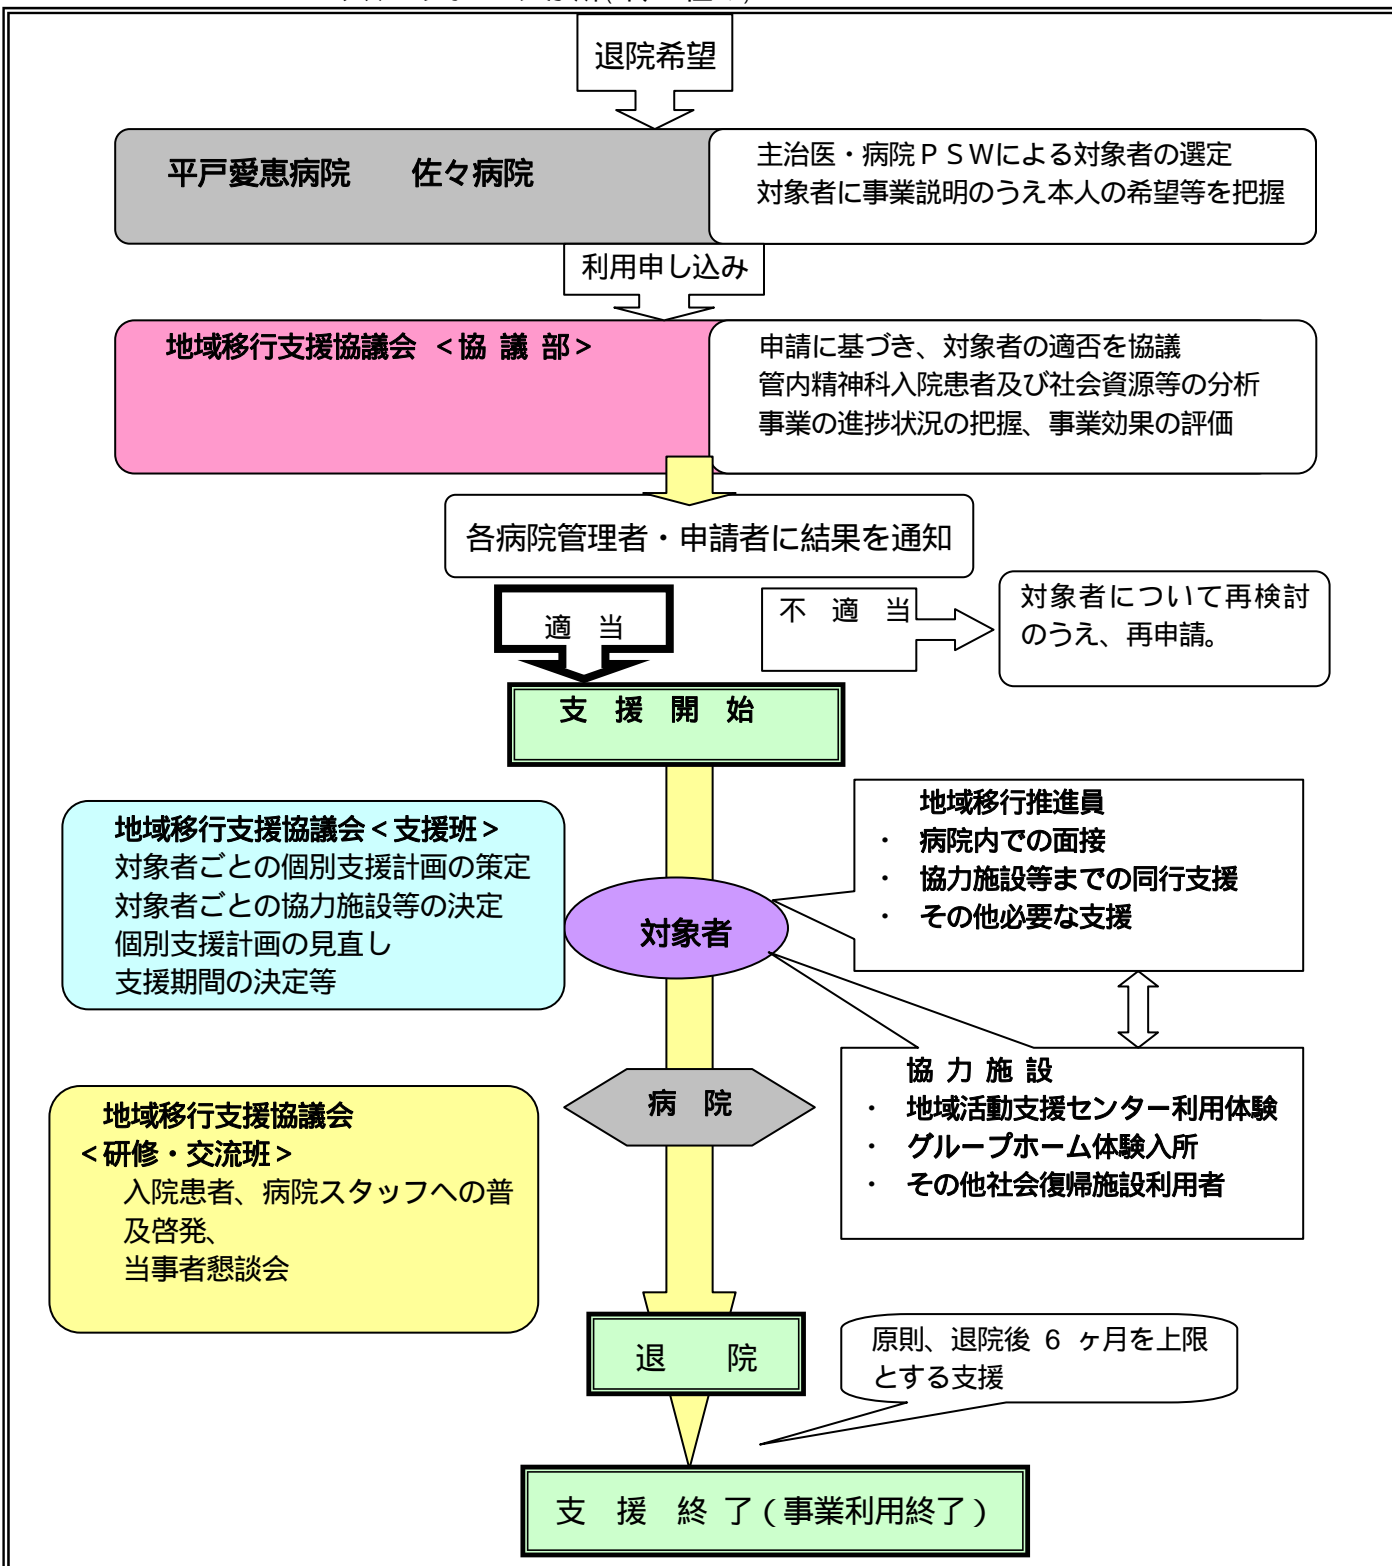 退院希望
平戸愛恵病院　　佐々病院
主治医・病院ＰＳＷによる対象者の選定
対象者に事業説明のうえ本人の希望等を把握
利用申し込み
地域移行支援協議会 ＜協 議 部＞
申請に基づき、対象者の適否を協議
管内精神科入院患者及び社会資源等の分析
事業の進捗状況の把握、事業効果の評価
各病院管理者・申請者に結果を通知
適　当
不　適　当
対象者について再検討
のうえ、再申請。
支　援　開　始
地域移行支援協議会＜支援班＞
対象者ごとの個別支援計画の策定
対象者ごとの協力施設等の決定
個別支援計画の見直し
支援期間の決定等
地域移行推進員
・　病院内での面接
・　協力施設等までの同行支援
・　その他必要な支援
対象者
協 力 施 設
・　地域活動支援センター利用体験
・　グループホーム体験入所
・　その他社会復帰施設利用者
病　院
地域移行支援協議会
＜研修・交流班＞
入院患者、病院スタッフへの普
及啓発、
当事者懇談会
退　　院
原則、退院後 6 ヶ月を上限
とする支援
支　援　終　了（事業利用終了）